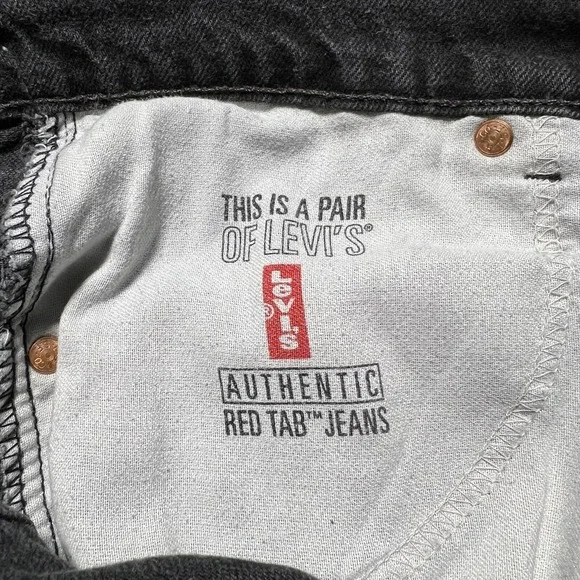 THIS IS A PAIR
OF LEVI'S®
LeVI'S®
AUTHENTIC
RED TAB™ JEANS